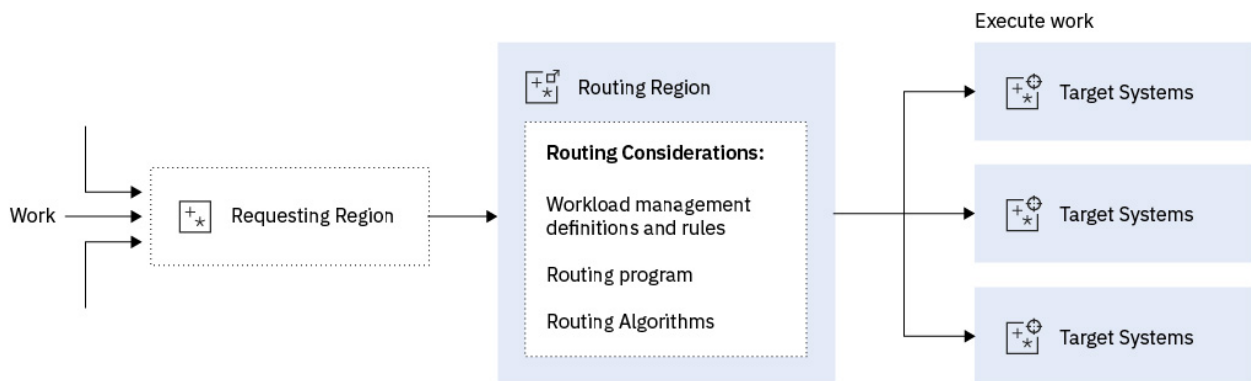 Work
Requesting Region
Routing Region
Routing Considerations:
Workload management
definitions and rules
Routing program
Routing Algorithms
Execute work
Target Systems
Target Systems
Target Systems